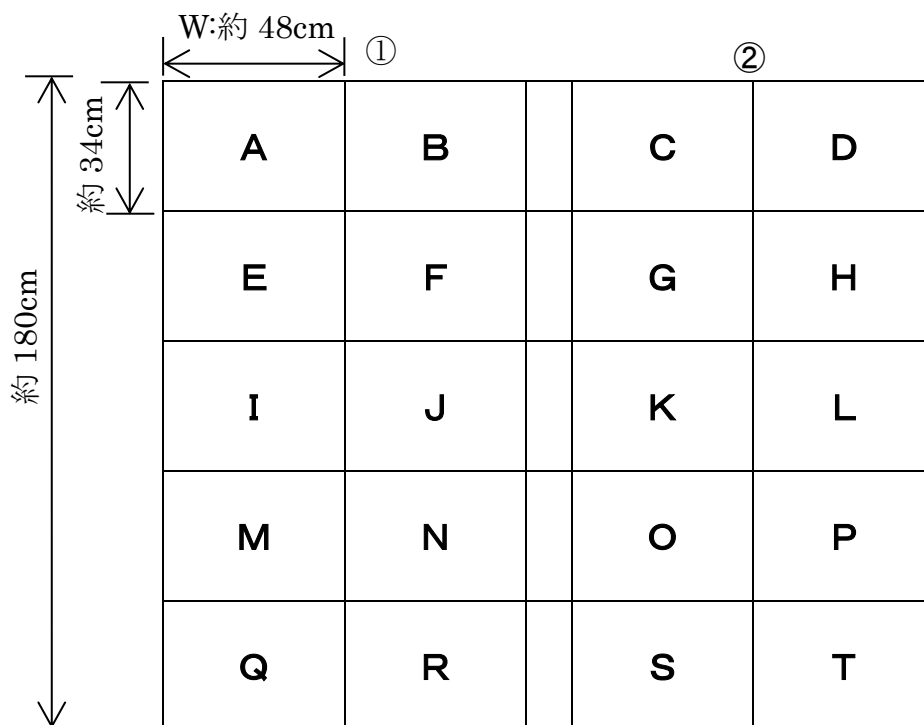 W:約 48cm
① ②
約 34cm
約 180cm
A B C D
E F G H
I J K L
M N O P
Q R S T